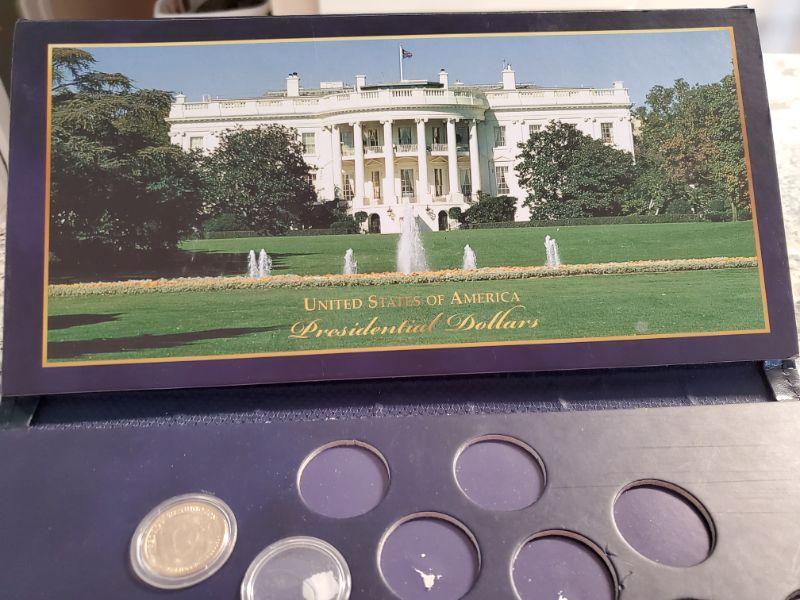 UNITED STATES OF AMERICA
Presidential Dollars